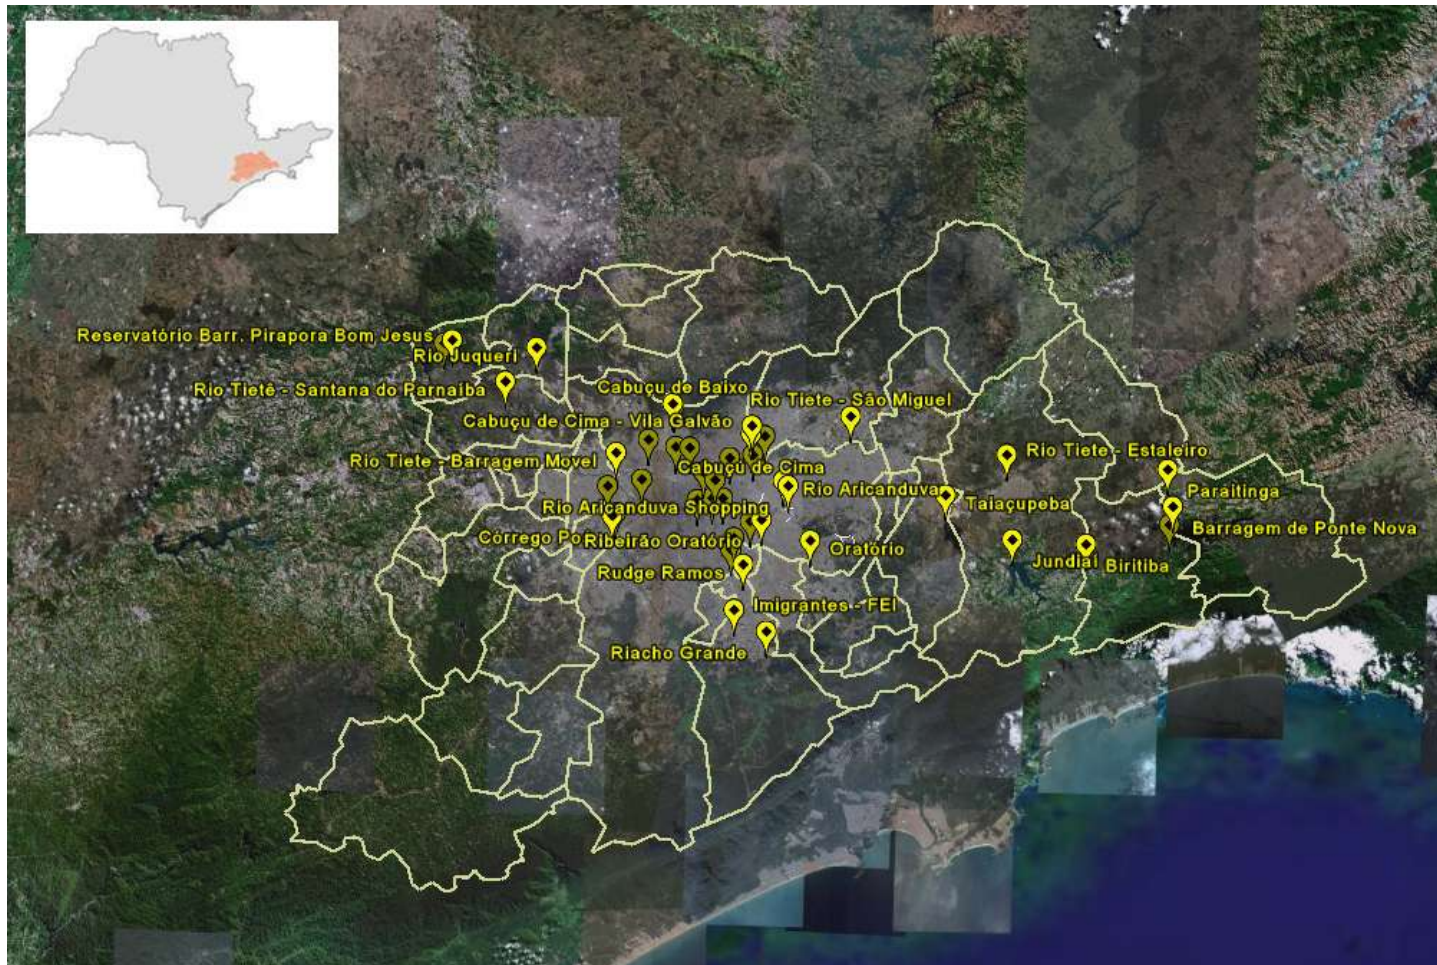 Reservatório Barr. Pirapora Bom Jesus
Rio Juqueri
Rio Tietê - Santana do Parnaiba
Cabuçu de Baixo
Rio Tiete - São Miguel
Cabuçu de Cima - Vila Galvão
Rio Tiete - Barragem Movel
Cabuçu de Cima
Rio Tiete - Estaleiro
Rio Aricanduva
Paraitinga
Rio Aricanduva Shopping
Taiaçupeba
Barragem de Ponte Nova
Córrego
Ribeirão Oratório
Oratório
Jundiaí
Biritiba
Rudge Ramos
Imigrantes - FEI
Riacho Grande